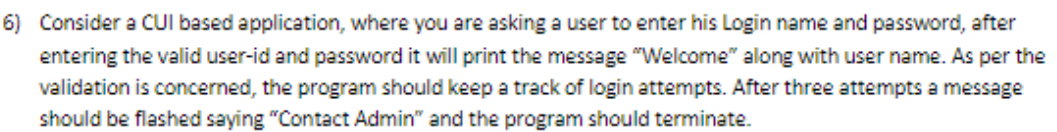 6) Consider a CUI based application, where you are asking a user to enter his Login name and password, after
entering the valid user-id and password it will print the message “Welcome” along with user name. As per the
validation is concerned, the program should keep a track of login attempts. After three attempts a message
should be flashed saying “Contact Admin” and the program should terminate.